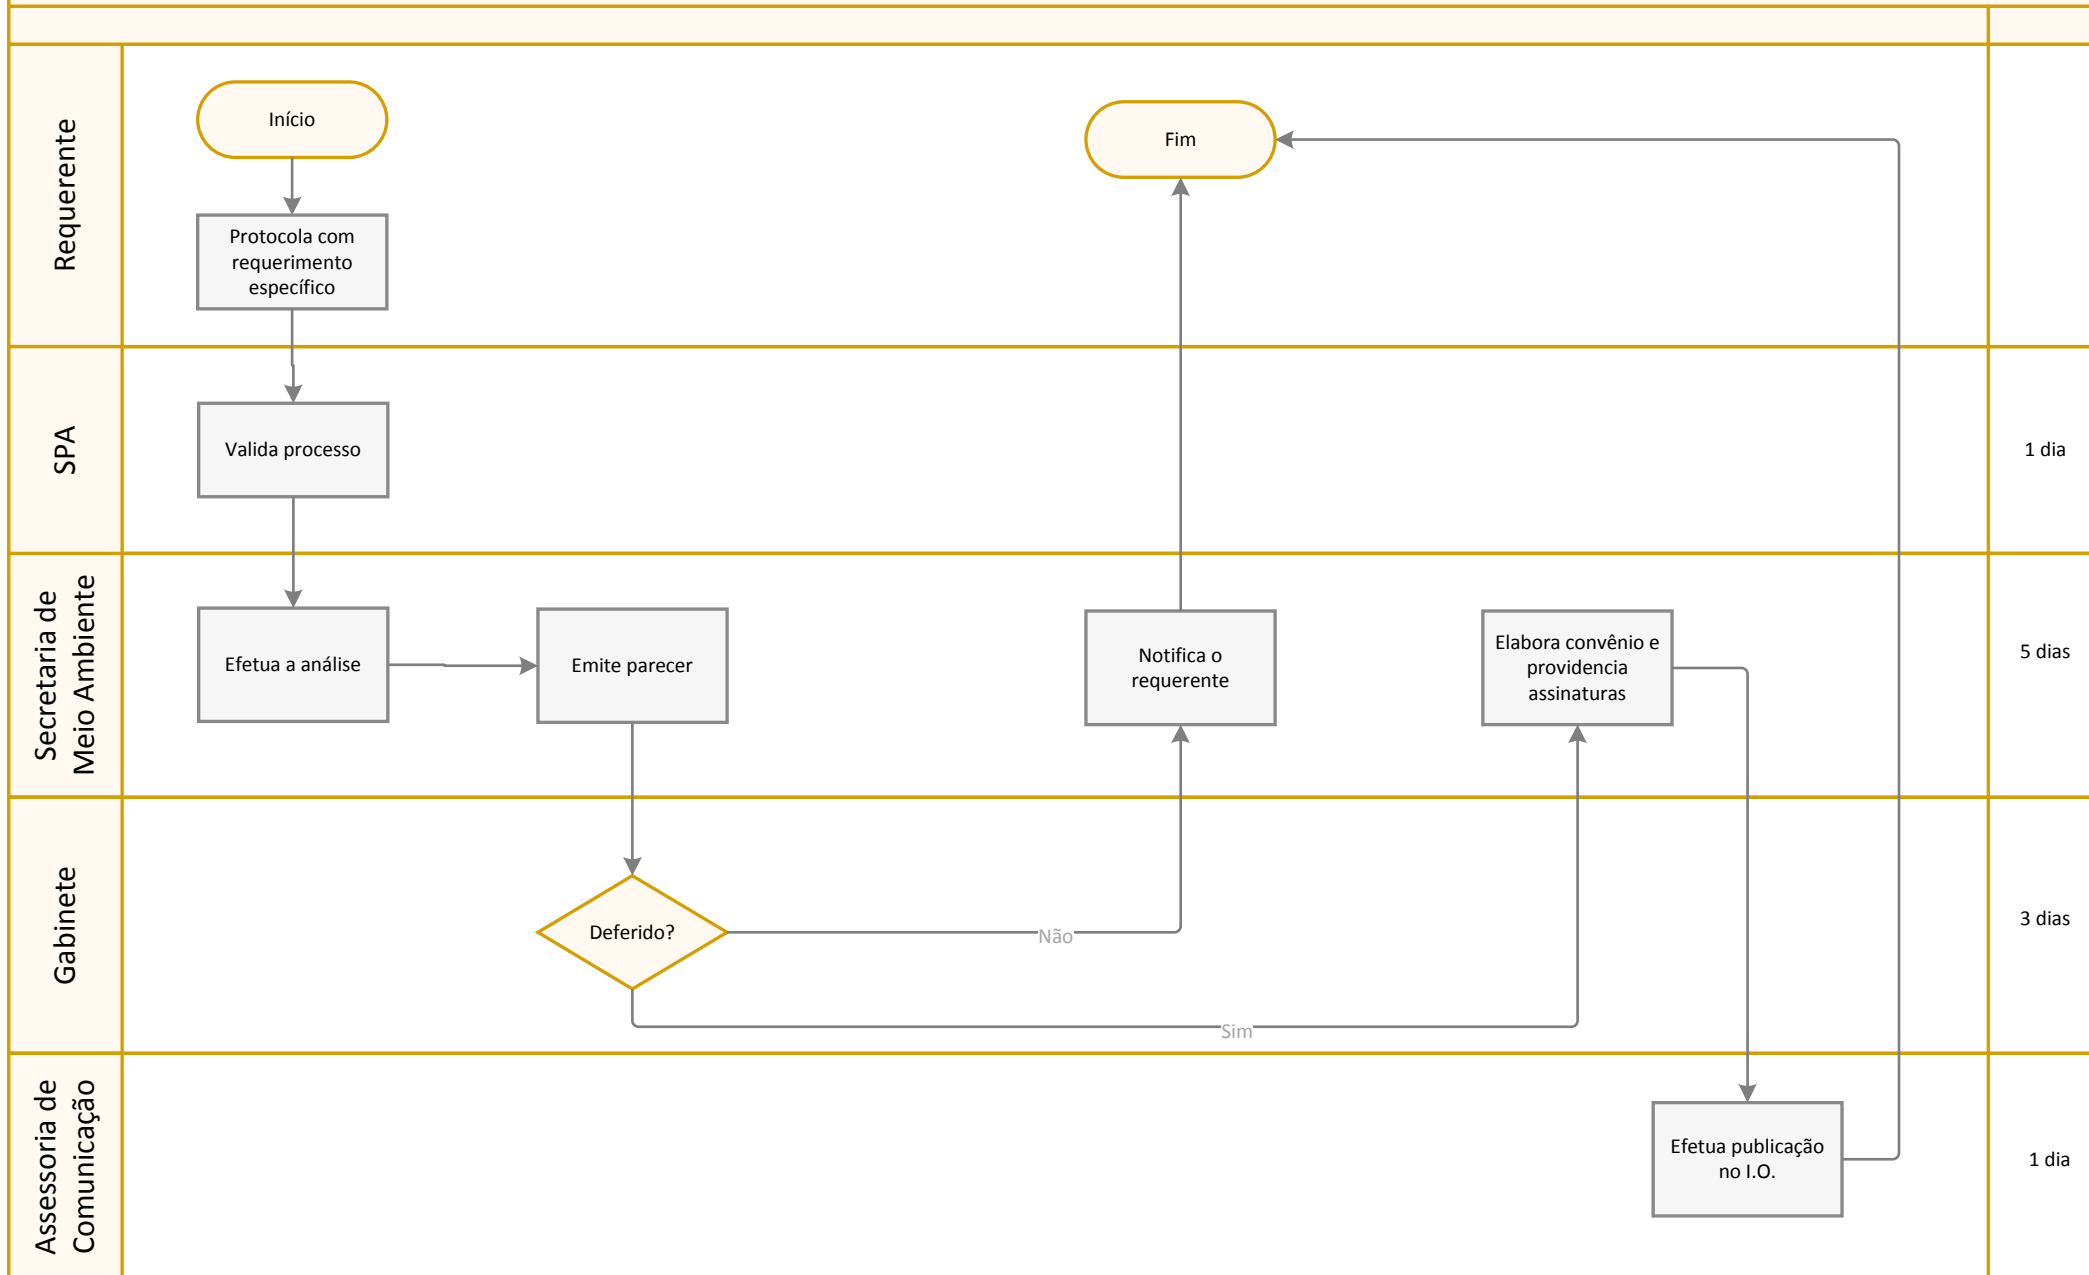 Requerente
Início
Fim
Protocola com
requerimento
específico
SPA
Valida processo
1 dia
Secretaria de
Meio Ambiente
Efetua a análise
Emite parecer
Notifica o
requerente
Elabora convênio e
providencia
assinaturas
5 dias
Gabinete
Deferido?
Não
Sim
3 dias
Assessoria de
Comunicação
Efetua publicação
no I.O.
1 dia